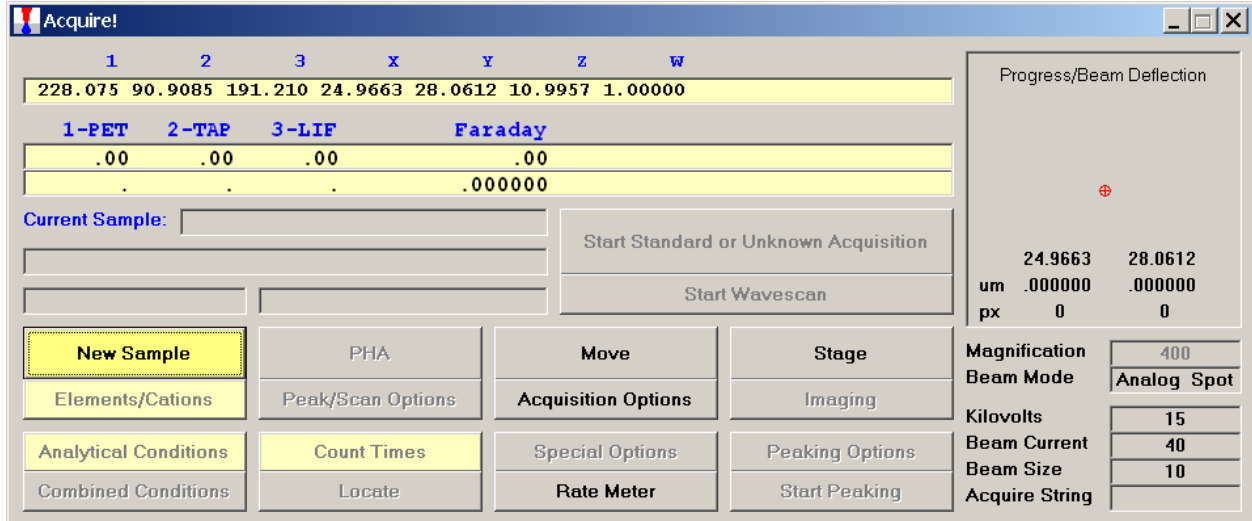 Acquire!
1 2 3 X Y Z W
228.075 90.9085 191.210 24.9663 28.0612 10.9957 1.00000
1-PET 2-TAP 3-LIF Faraday
.00 .00 .00 .00
. . . .000000
Current Sample:
Start Standard or Unknown Acquisition
Start Wavescan
New Sample PHA Move Stage
Elements/Cations Peak/Scan Options Acquisition Options Imaging
Analytical Conditions Count Times Special Options Peaking Options
Combined Conditions Locate Rate Meter Start Peaking
Progress/Beam Deflection
24.9663 28.0612
um .000000 .000000
px 0 0
Magnification 400
Beam Mode Analog Spot
Kilovolts 15
Beam Current 40
Beam Size 10
Acquire String